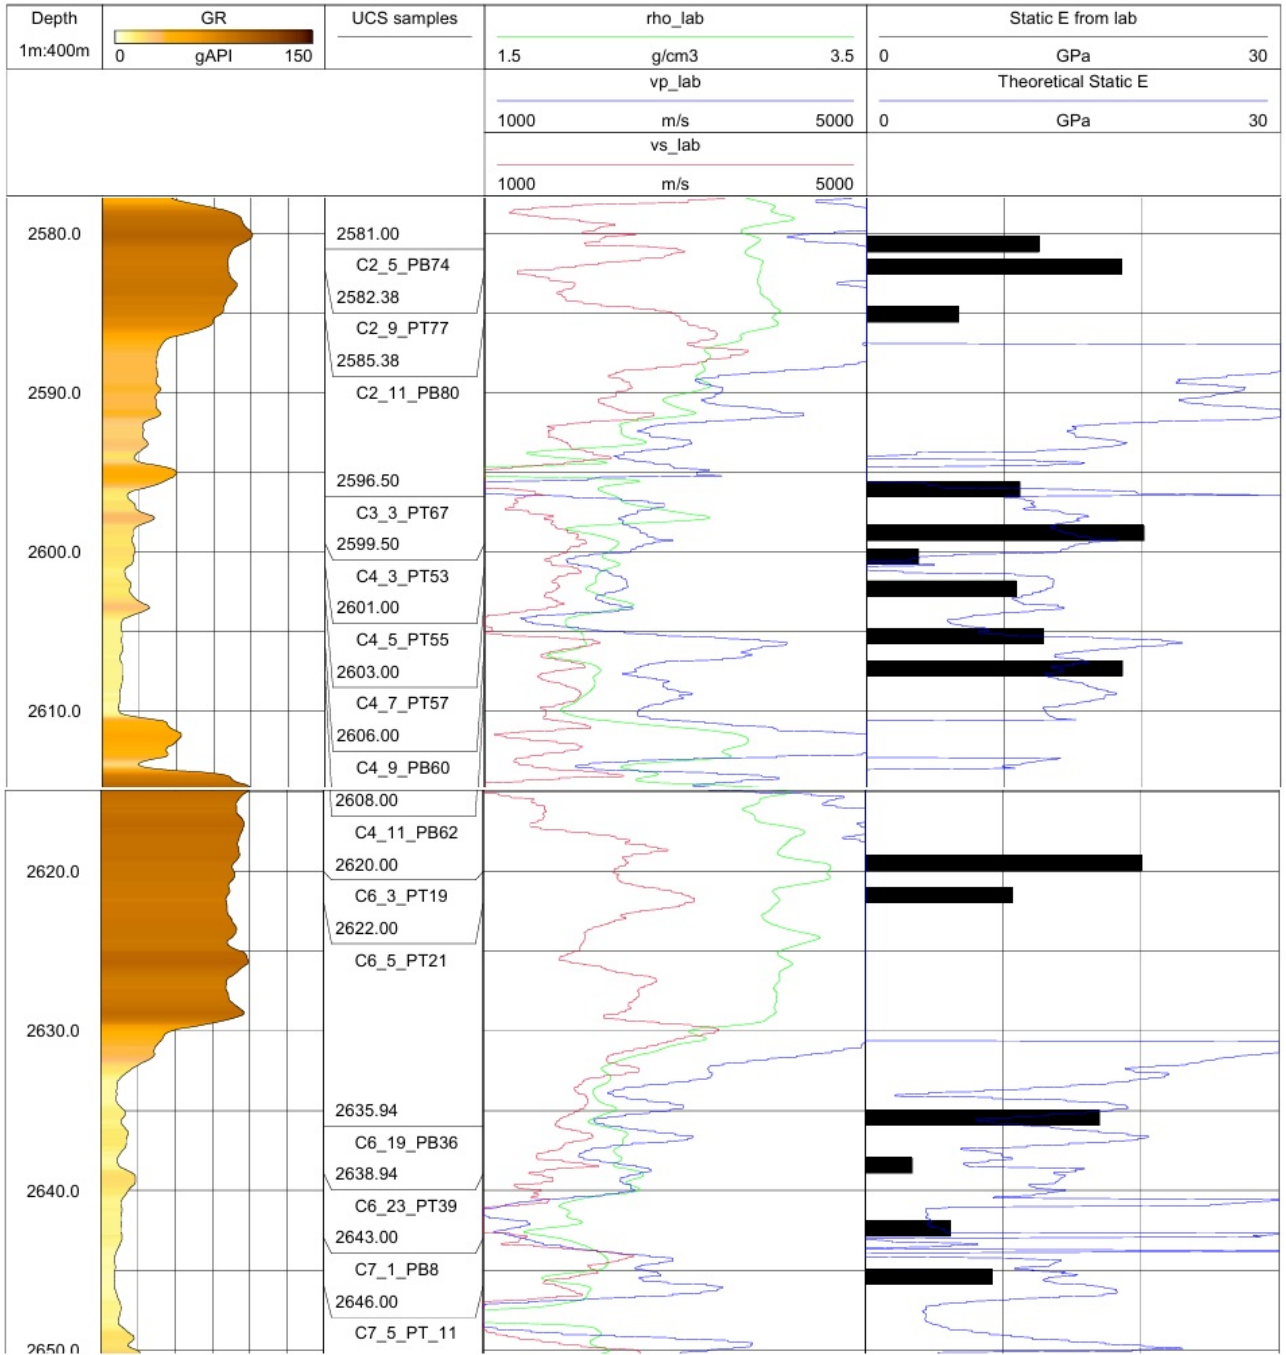 Depth
1m:400m
GR
0 gAPI 150
UCS samples
rho_lab
1.5 g/cm3 3.5
vp_lab
1000 m/s 5000
vs_lab
1000 m/s 5000
Static E from lab
0 GPa 30
Theoretical Static E
0 GPa 30
2580.0
2590.0
2600.0
2610.0
2581.00
C2_5_PB74
2582.38
C2_9_PT77
2585.38
C2_11_PB80
2596.50
C3_3_PT67
2599.50
C4_3_PT53
2601.00
C4_5_PT55
2603.00
C4_7_PT57
2606.00
C4_9_PB60
2620.0
2630.0
2640.0
2650.0
2608.00
C4_11_PB62
2620.00
C6_3_PT19
2622.00
C6_5_PT21
2635.94
C6_19_PB36
2638.94
C6_23_PT39
2643.00
C7_1_PB8
2646.00
C7_5_PT_11